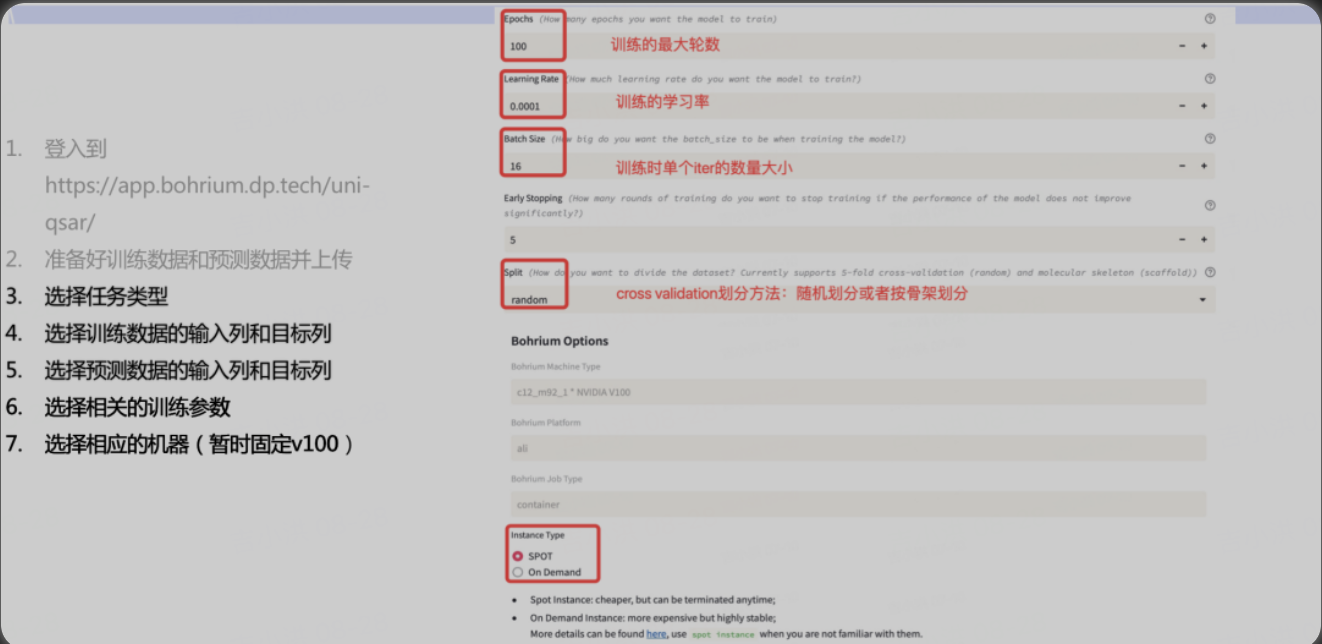 1. 登入到
https://app.bohrium.dp.tech/uni-
qsar/
2. 准备好训练数据和预测数据并上传
3. 选择任务类型
4. 选择训练数据的输入列和目标列
5. 选择预测数据的输入列和目标列
6. 选择相关的训练参数
7. 选择相应的机器（暂时固定v100）
Epochs (How many epochs you want the model to train)
100 训练的最大轮数
Learning Rate (How much learning rate do you want the model to train?)
0.0001 训练的学习率
Batch Size (How big do you want the batch_size to be when training the model?)
16 训练时单个iter的数量大小
Early Stopping (How many rounds of training do you want to stop training if the performance of the model does not improve
significantly?)
5
Split (How do you want to divide the dataset? Currently supports 5-fold cross-validation (random) and molecular skeleton (scaffold))
random cross validation划分方法：随机划分或者按骨架划分
Bohrium Options
Bohrium Machine Type
c12_m92_1 * NVIDIA V100
Bohrium Platform
ali
Bohrium Job Type
container
Instance Type
SPOT
On Demand
• Spot Instance: cheaper, but can be terminated anytime;
• On Demand Instance: more expensive but highly stable;
More details can be found here, use spot instance when you are not familiar with them.